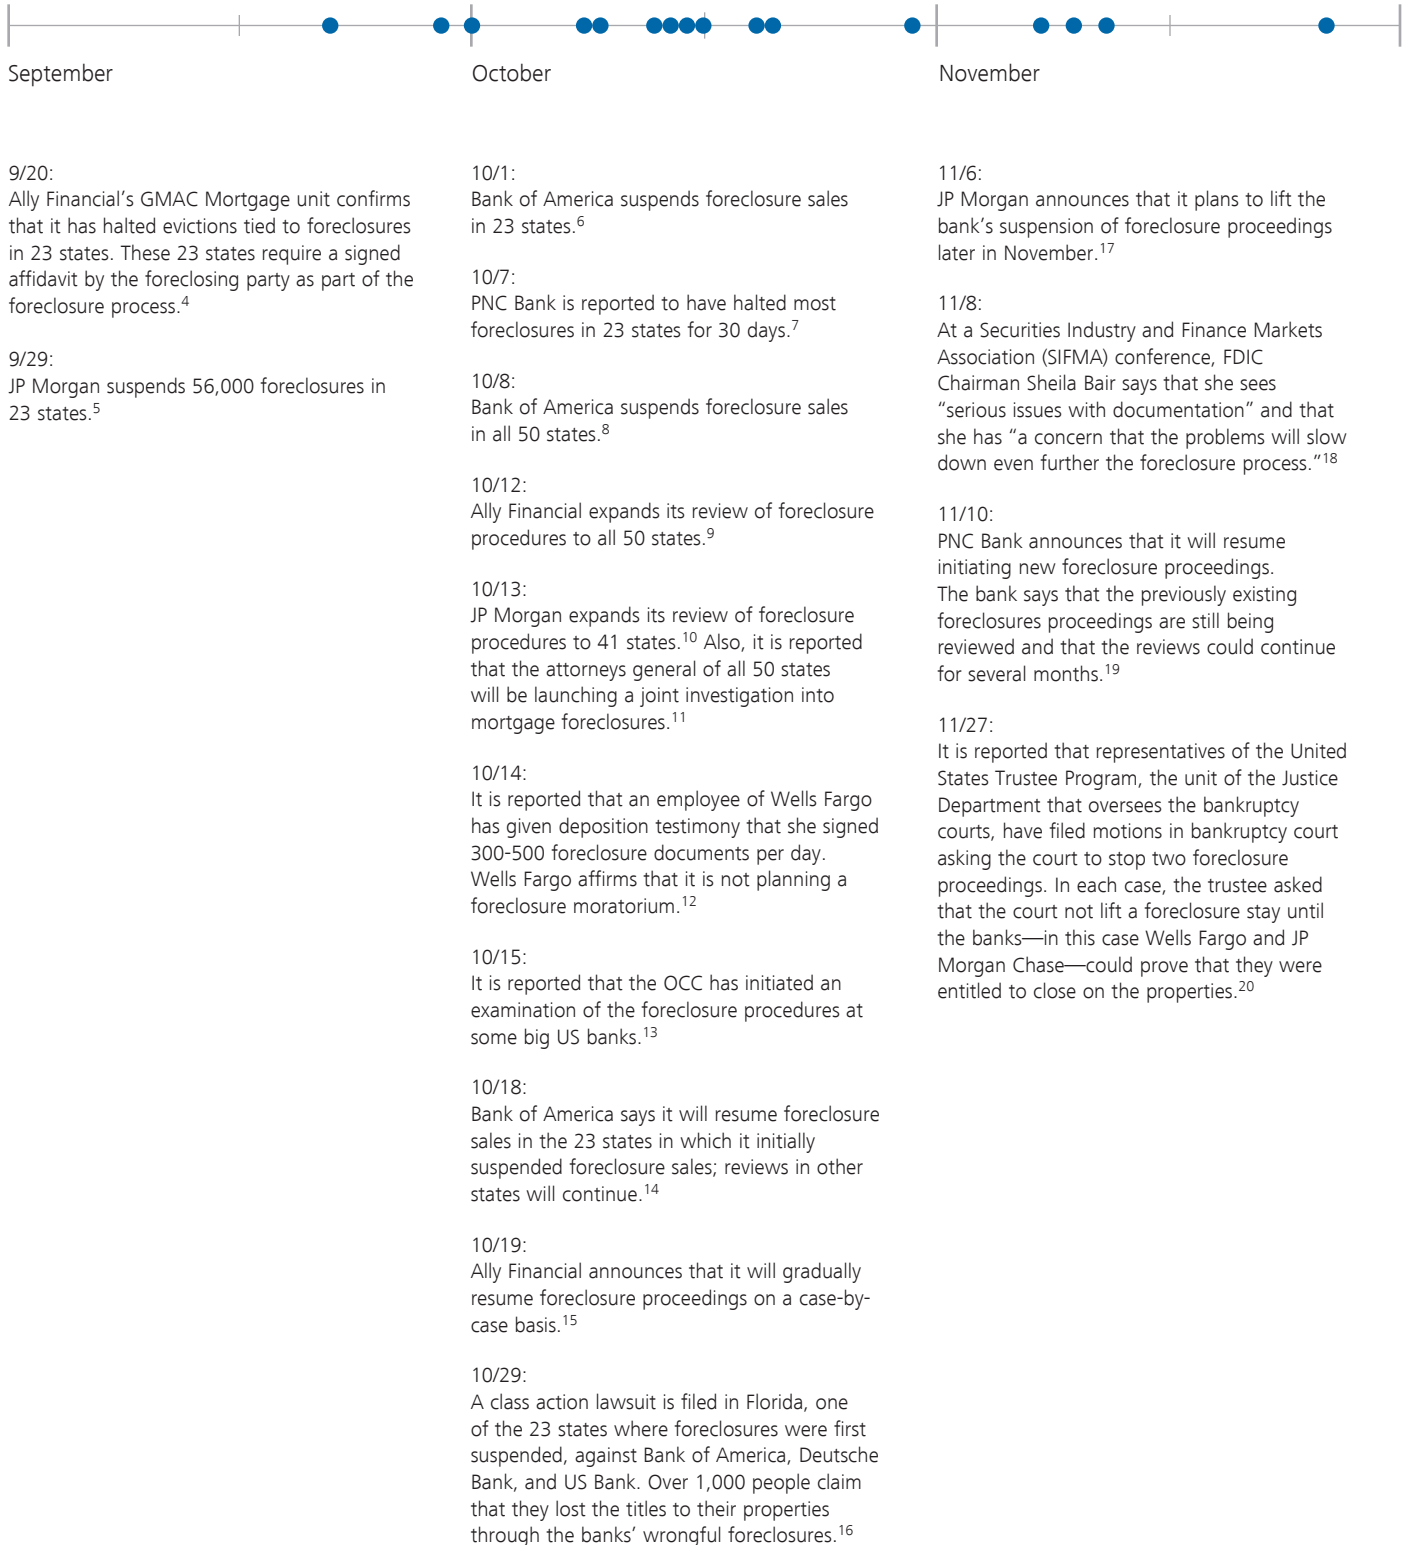 September
October
November
9/20:
Ally Financial’s GMAC Mortgage unit confirms
that it has halted evictions tied to foreclosures
in 23 states. These 23 states require a signed
affidavit by the foreclosing party as part of the
foreclosure process.4
9/29:
JP Morgan suspends 56,000 foreclosures in
23 states.5
10/1:
Bank of America suspends foreclosure sales
in 23 states.6
10/7:
PNC Bank is reported to have halted most
foreclosures in 23 states for 30 days.7
10/8:
Bank of America suspends foreclosure sales
in all 50 states.8
10/12:
Ally Financial expands its review of foreclosure
procedures to all 50 states.9
10/13:
JP Morgan expands its review of foreclosure
procedures to 41 states.10 Also, it is reported
that the attorneys general of all 50 states
will be launching a joint investigation into
mortgage foreclosures.11
10/14:
It is reported that an employee of Wells Fargo
has given deposition testimony that she signed
300-500 foreclosure documents per day.
Wells Fargo affirms that it is not planning a
foreclosure moratorium.12
10/15:
It is reported that the OCC has initiated an
examination of the foreclosure procedures at
some big US banks.13
10/18:
Bank of America says it will resume foreclosure
sales in the 23 states in which it initially
suspended foreclosure sales; reviews in other
states will continue.14
10/19:
Ally Financial announces that it will gradually
resume foreclosure proceedings on a case-by-
case basis.15
10/29:
A class action lawsuit is filed in Florida, one
of the 23 states where foreclosures were first
suspended, against Bank of America, Deutsche
Bank, and US Bank. Over 1,000 people claim
that they lost the titles to their properties
through the banks’ wrongful foreclosures.16
11/6:
JP Morgan announces that it plans to lift the
bank’s suspension of foreclosure proceedings
later in November.17
11/8:
At a Securities Industry and Finance Markets
Association (SIFMA) conference, FDIC
Chairman Sheila Bair says that she sees
“serious issues with documentation” and that
she has “a concern that the problems will slow
down even further the foreclosure process.”18
11/10:
PNC Bank announces that it will resume
initiating new foreclosure proceedings.
The bank says that the previously existing
foreclosures proceedings are still being
reviewed and that the reviews could continue
for several months.19
11/27:
It is reported that representatives of the United
States Trustee Program, the unit of the Justice
Department that oversees the bankruptcy
courts, have filed motions in bankruptcy court
asking the court to stop two foreclosure
proceedings. In each case, the trustee asked
that the court not lift a foreclosure stay until
the banks—in this case Wells Fargo and JP
Morgan Chase—could prove that they were
entitled to close on the properties.20